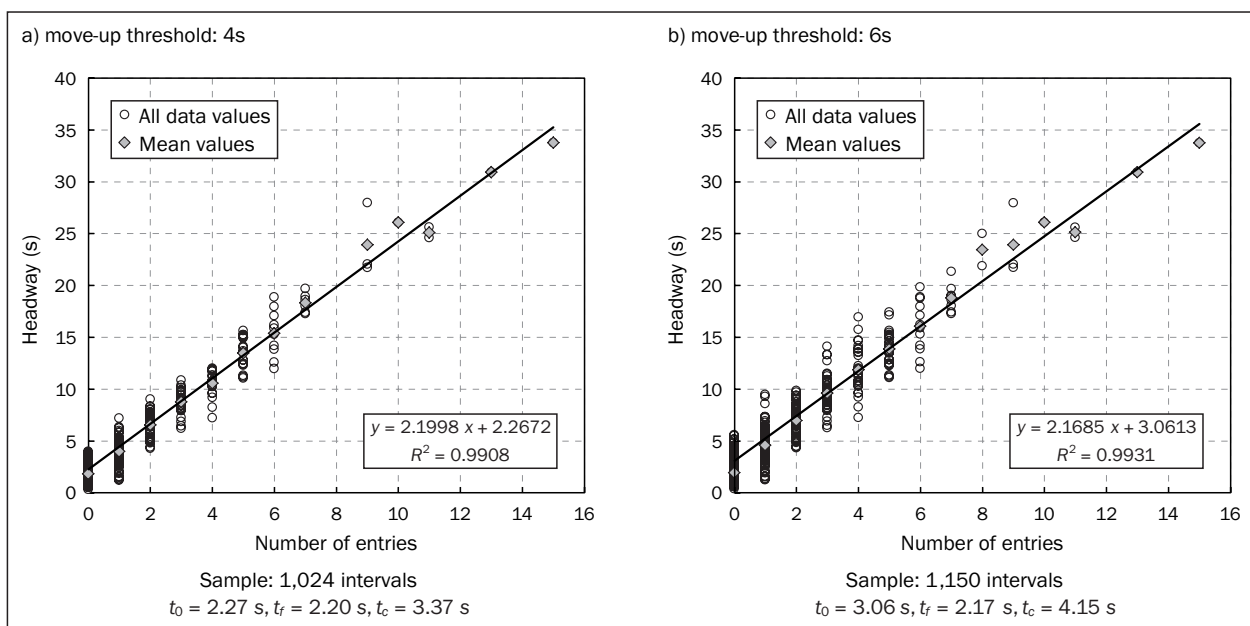 a) move-up threshold: 4s
40
35
30
25
20
15
10
5
0
Headway (s)
All data values
Mean values
y = 2.1998 x + 2.2672
R² = 0.9908
0 2 4 6 8 10 12 14 16
Number of entries
Sample: 1,024 intervals
t₀ = 2.27 s, t_f = 2.20 s, t_c = 3.37 s
b) move-up threshold: 6s
40
35
30
25
20
15
10
5
0
Headway (s)
All data values
Mean values
y = 2.1685 x + 3.0613
R² = 0.9931
0 2 4 6 8 10 12 14 16
Number of entries
Sample: 1,150 intervals
t₀ = 3.06 s, t_f = 2.17 s, t_c = 4.15 s